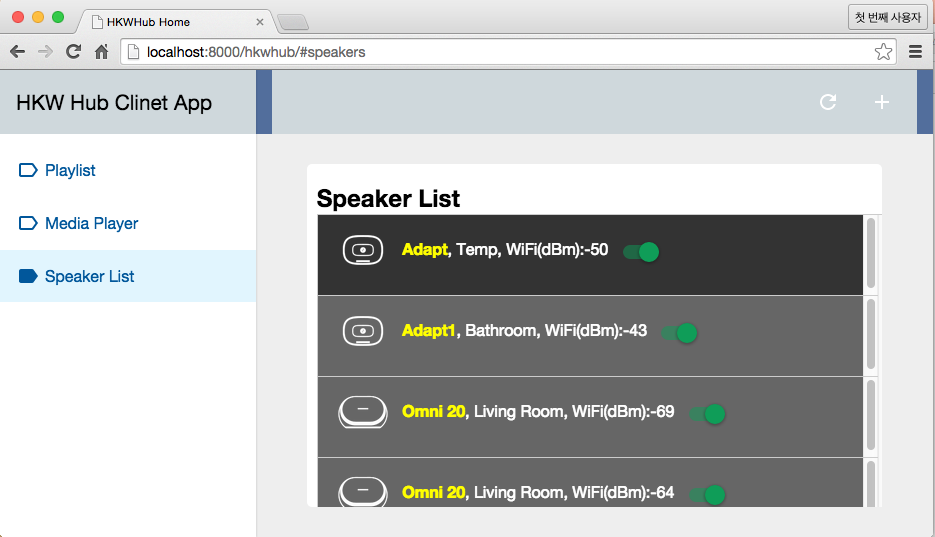 HKWHub Home
첫 번째 사용자
localhost:8000/hkwhub/#speakers
HKW Hub Clinet App
Playlist
Media Player
Speaker List
Speaker List
Adapt, Temp, WiFi(dBm):-50
Adapt1, Bathroom, WiFi(dBm):-43
Omni 20, Living Room, WiFi(dBm):-69
Omni 20, Living Room, WiFi(dBm):-64